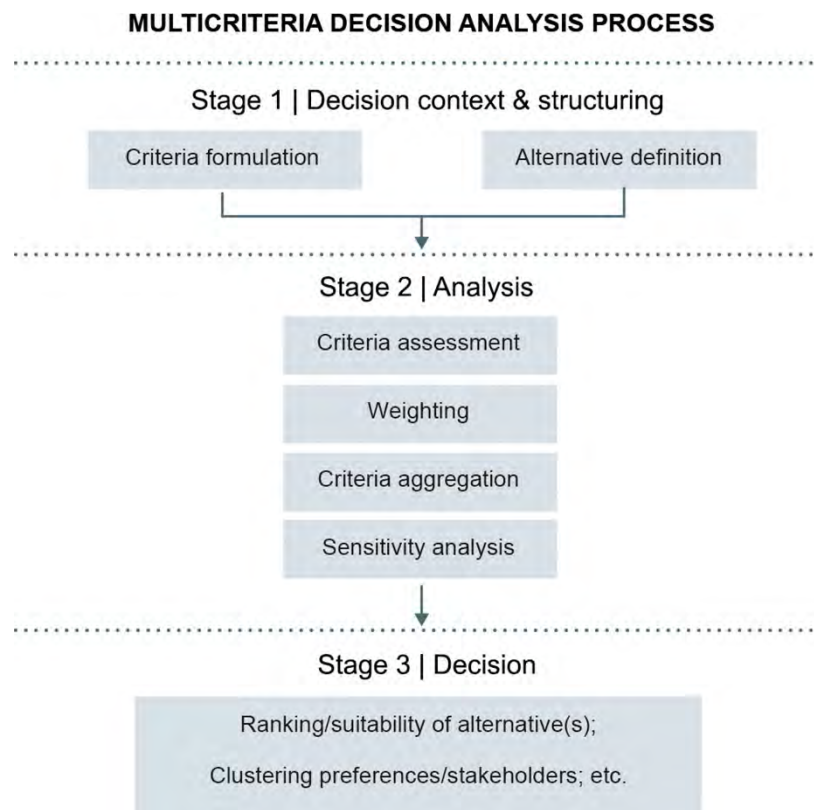 MULTICRITERIA DECISION ANALYSIS PROCESS
Stage 1 | Decision context & structuring
Criteria formulation
Alternative definition
Stage 2 | Analysis
Criteria assessment
Weighting
Criteria aggregation
Sensitivity analysis
Stage 3 | Decision
Ranking/suitability of alternative(s);
Clustering preferences/stakeholders; etc.